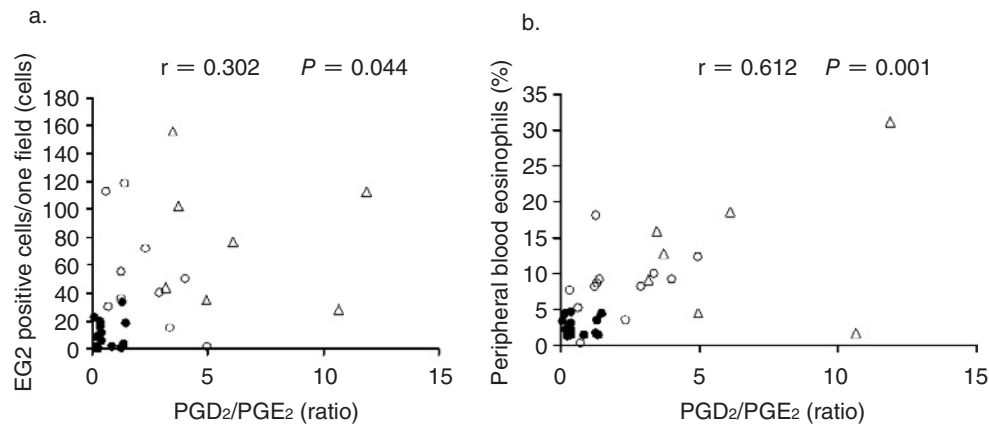 a.
r = 0.302 P = 0.044
EG2 positive cells/one field (cells)
180
160
140
120
100
80
60
40
20
0
0 5 10 15
PGD₂/PGE₂ (ratio)
b.
r = 0.612 P = 0.001
Peripheral blood eosinophils (%)
35
30
25
20
15
10
5
0
0 5 10 15
PGD₂/PGE₂ (ratio)